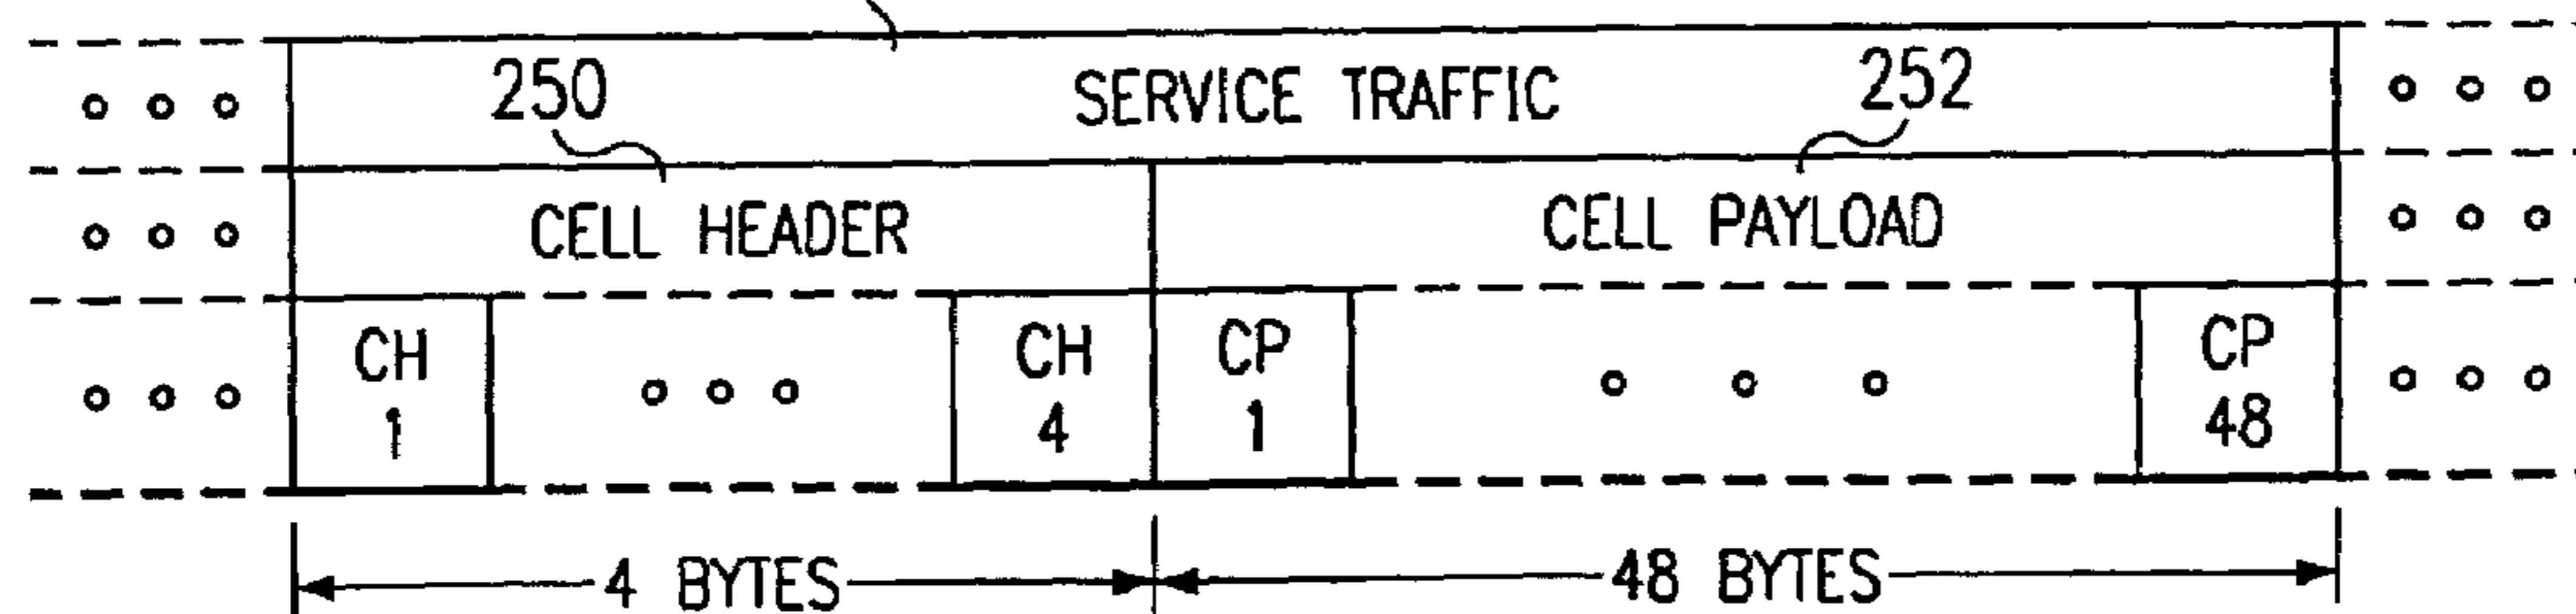 250
SERVICE TRAFFIC
252
CELL HEADER
CELL PAYLOAD
CH
1
CH
4
CP
1
CP
48
4 BYTES
48 BYTES